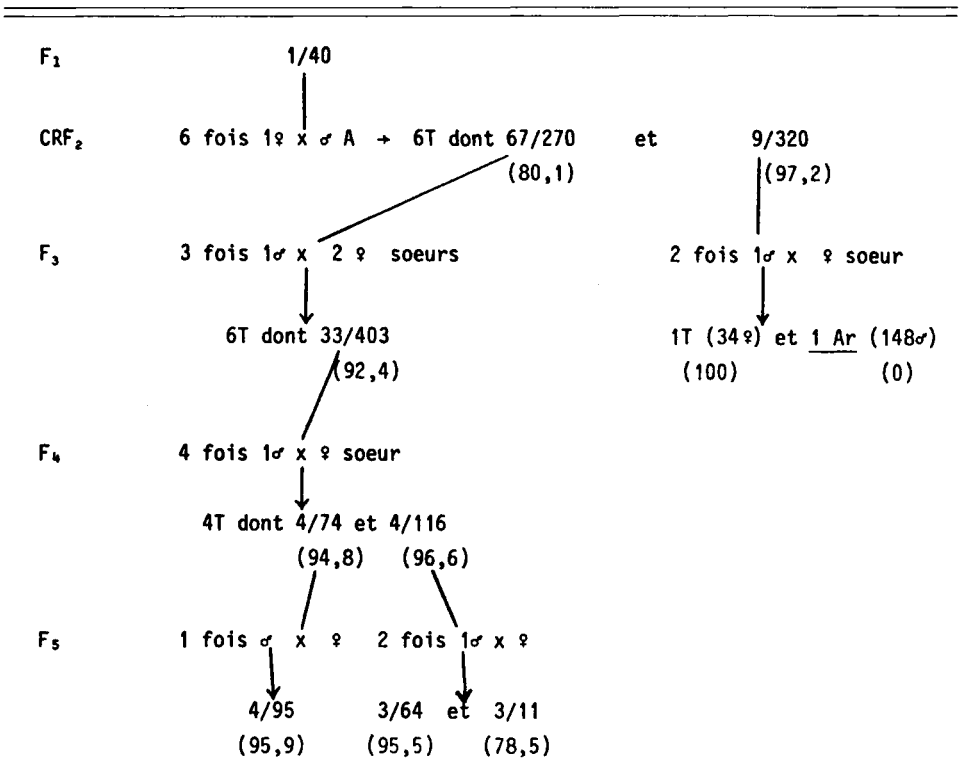 F₁ 1/40
CRF₂ 6 fois 1♀ x ♂ A → 6T dont 67/270 et 9/320
(80,1) (97,2)
F₃ 3 fois 1♂ x 2 ♀ soeurs 2 fois 1♂ x ♀ soeur
6T dont 33/403 1T (34♀) et 1 Ar (148♂)
(92,4) (100) (0)
F₄ 4 fois 1♂ x ♀ soeur
4T dont 4/74 et 4/116
(94,8) (96,6)
F₅ 1 fois ♂ x ♀ 2 fois 1♂ x ♀
4/95 3/64 et 3/11
(95,9) (95,5) (78,5)